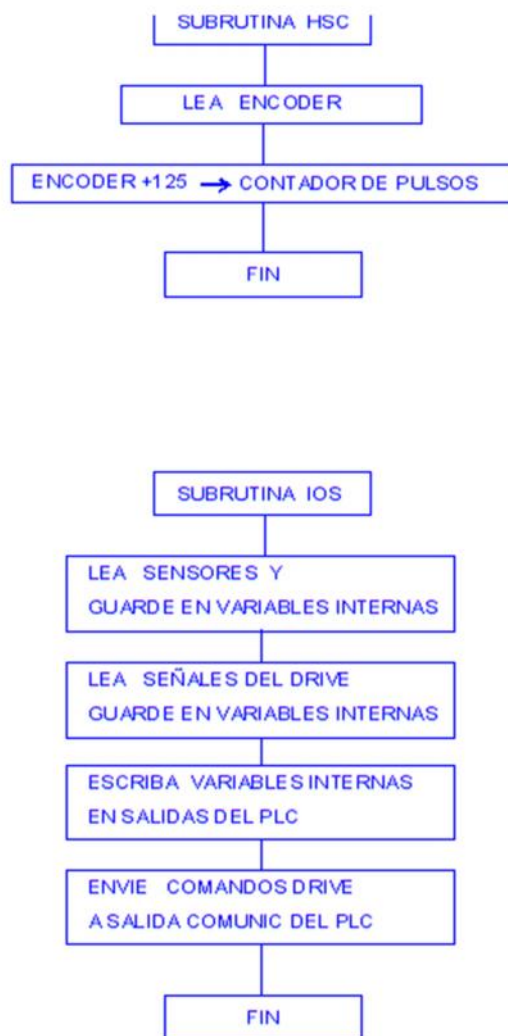 SUBRUTINA HSC
LEA ENCODER
ENCODER +125 → CONTADOR DE PULSOS
FIN
SUBRUTINA IOS
LEA SENSORES Y
GUARDE EN VARIABLES INTERNAS
LEA SEÑALES DEL DRIVE
GUARDE EN VARIABLES INTERNAS
ESCRIBA VARIABLES INTERNAS
EN SALIDAS DEL PLC
ENVIE COMANDOS DRIVE
A SALIDA COMUNIC DEL PLC
FIN